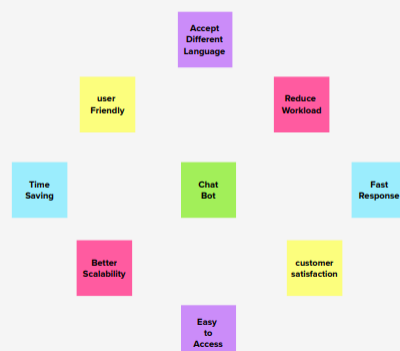 Accept
Different
Language
user
Friendly
Reduce
Workload
Time
Saving
Chat
Bot
Fast
Response
Better
Scalability
customer
satisfaction
Easy
to
Access